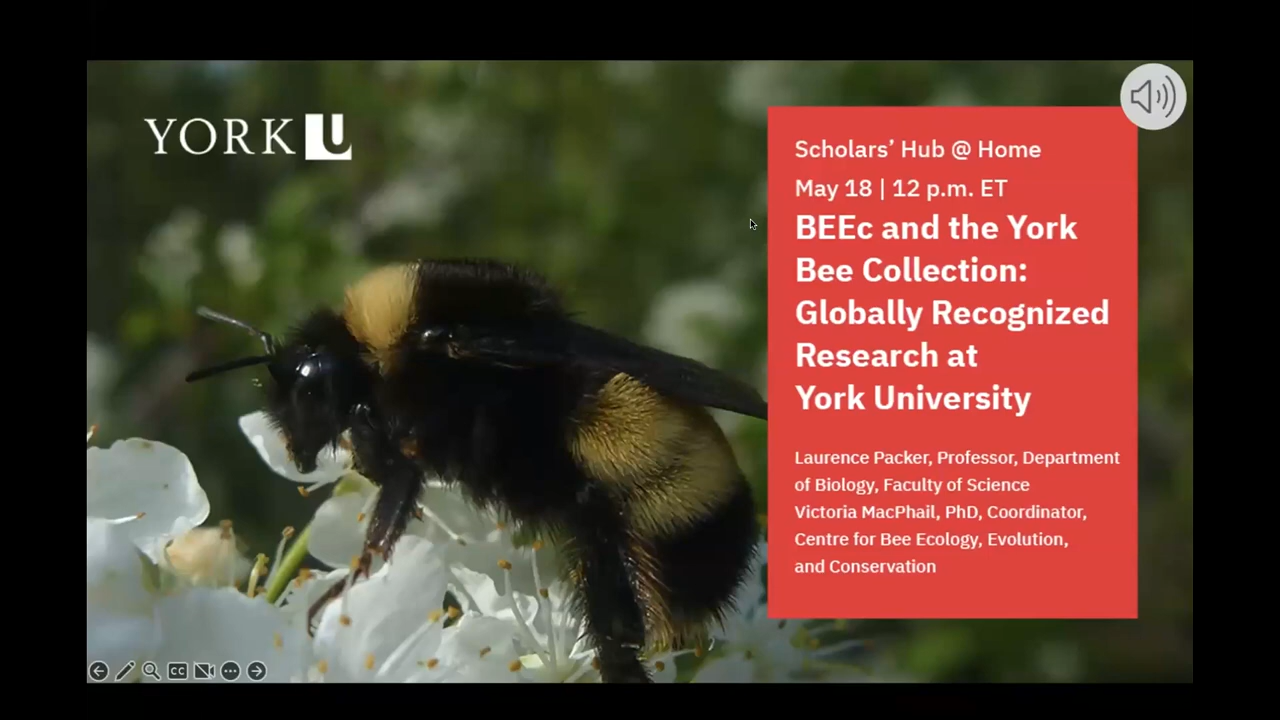 YORK U
Scholars’ Hub @ Home
May 18 | 12 p.m. ET
BEEc and the York
Bee Collection:
Globally Recognized
Research at
York University
Laurence Packer, Professor, Department
of Biology, Faculty of Science
Victoria MacPhail, PhD, Coordinator,
Centre for Bee Ecology, Evolution,
and Conservation
CC